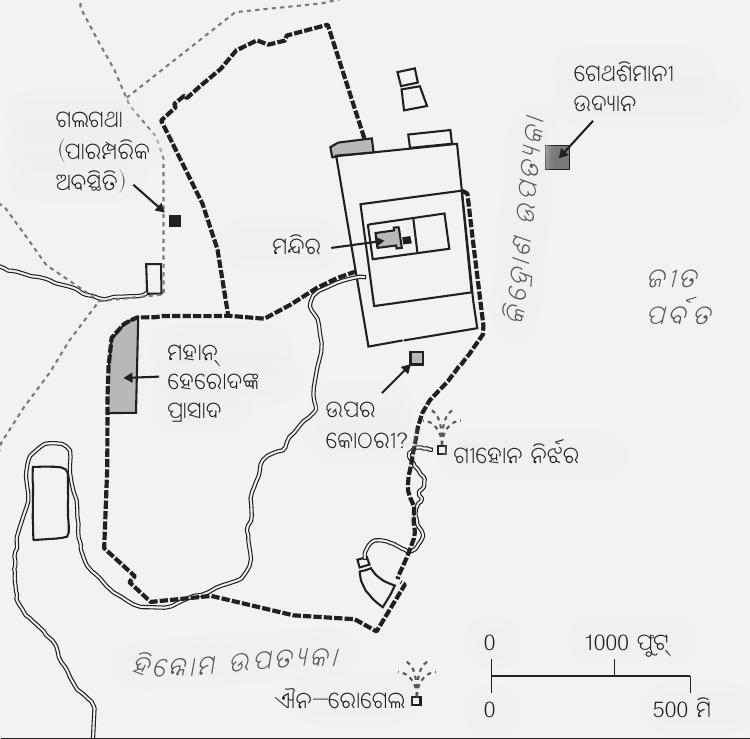 ଗେଥଶିମାନୀ
ଉଦ୍ୟାନ
ଗଲଗଥା
(ପାରମ୍ପରିକ
ଅବସ୍ଥିତି)
କିଦ୍ରୋଣ ଉପତ୍ୟକା
ମନ୍ଦିର
ଜୀତ
ପର୍ବତ
ମହାନ୍
ହେରୋଦଙ୍କ
ପ୍ରାସାଦ
ଉପର
କୋଠରୀ?
ଗୀହୋନ ନିର୍ଝର
ହିନ୍ନୋମ ଉପତ୍ୟକା
ଐନ–ରୋଗେଲ
0 1000 ଫୁଟ୍
0 500 ମି